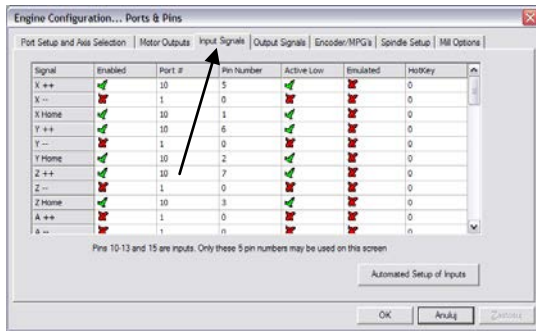 Engine Configuration... Ports & Pins
Port Setup and Axis Selection Motor Outputs Input Signals Output Signals Encoder/MPG's Spindle Setup Mill Options
Signal Enabled Port # Pin Number Active Low Emulated HotKey
X ++ 10 5 0
X -- 1 0 0
X Home 10 1 0
Y ++ 10 6 0
Y -- 1 0 0
Y Home 10 2 0
Z ++ 10 7 0
Z -- 1 0 0
Z Home 10 3 0
A ++ 1 0 0
A -- 1 0 0
Pins 10-13 and 15 are inputs. Only these 5 pin numbers may be used on this screen
Automated Setup of Inputs
OK Anuluj Zastosuj